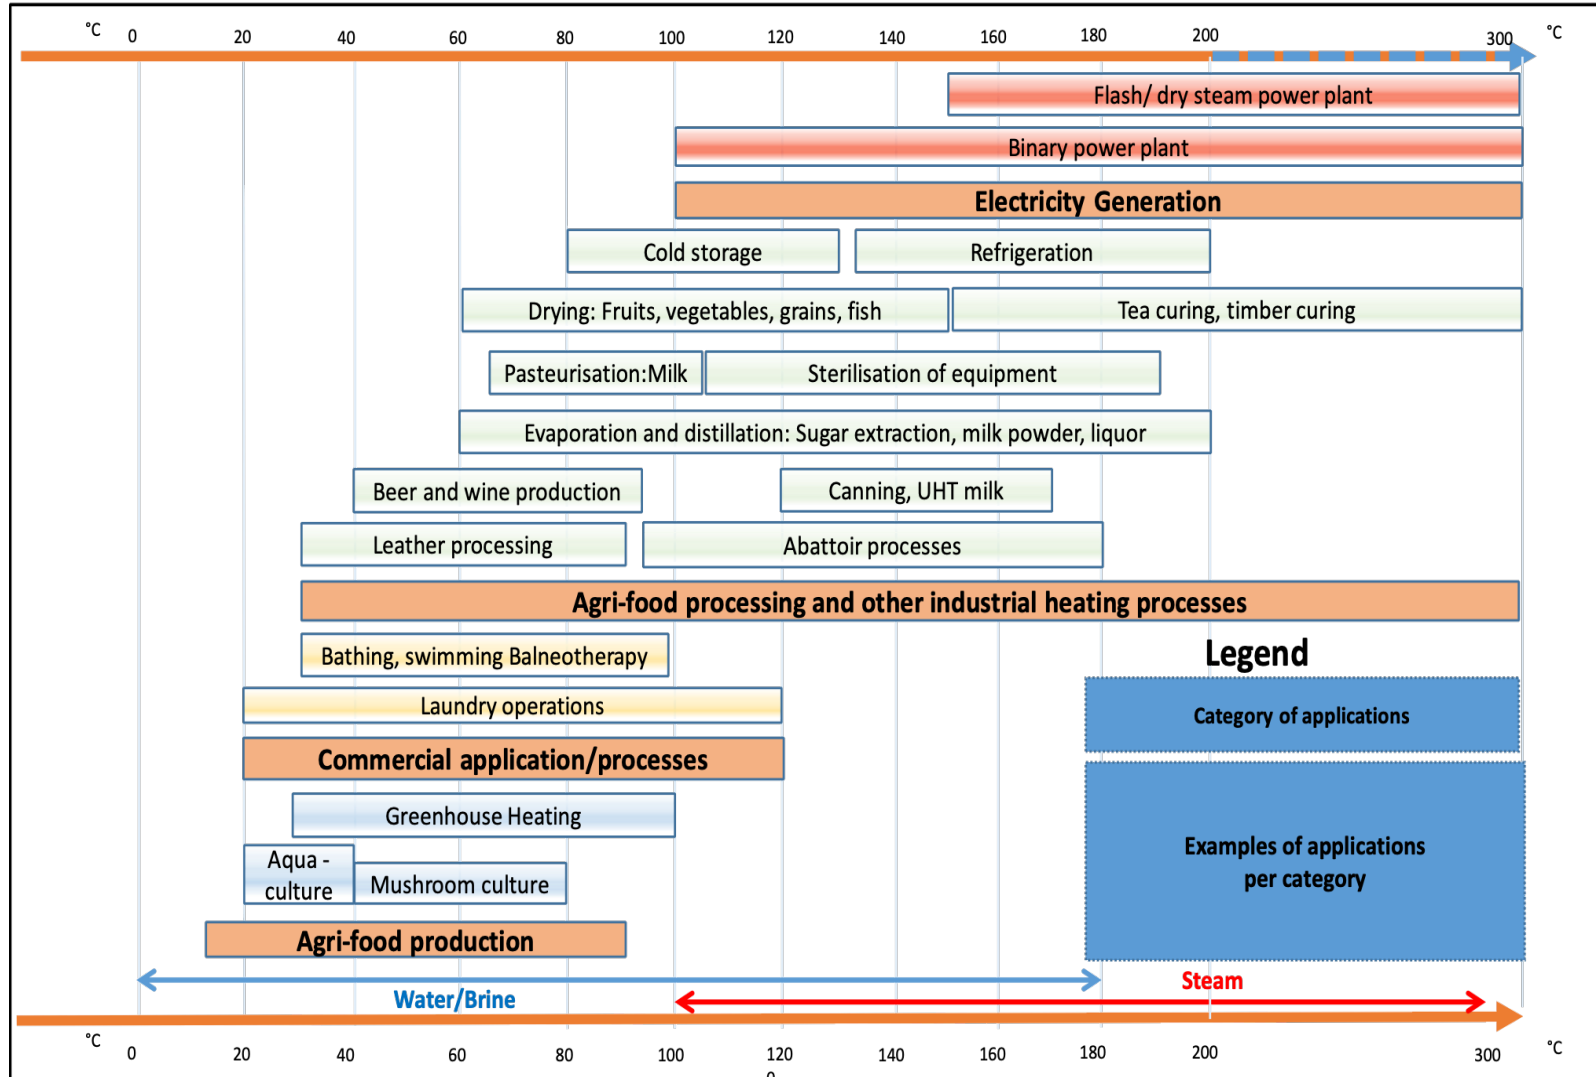 °C 0 20 40 60 80 100 120 140 160 180 200 300 °C
Flash/ dry steam power plant
Binary power plant
Electricity Generation
Cold storage Refrigeration
Drying: Fruits, vegetables, grains, fish Tea curing, timber curing
Pasteurisation:Milk Sterilisation of equipment
Evaporation and distillation: Sugar extraction, milk powder, liquor
Beer and wine production Canning, UHT milk
Leather processing Abattoir processes
Agri-food processing and other industrial heating processes
Bathing, swimming Balneotherapy
Legend
Laundry operations
Category of applications
Commercial application/processes
Greenhouse Heating
Examples of applications
per category
Aqua -
culture
Mushroom culture
Agri-food production
Steam
Water/Brine
°C 0 20 40 60 80 100 120 140 160 180 200 300 °C